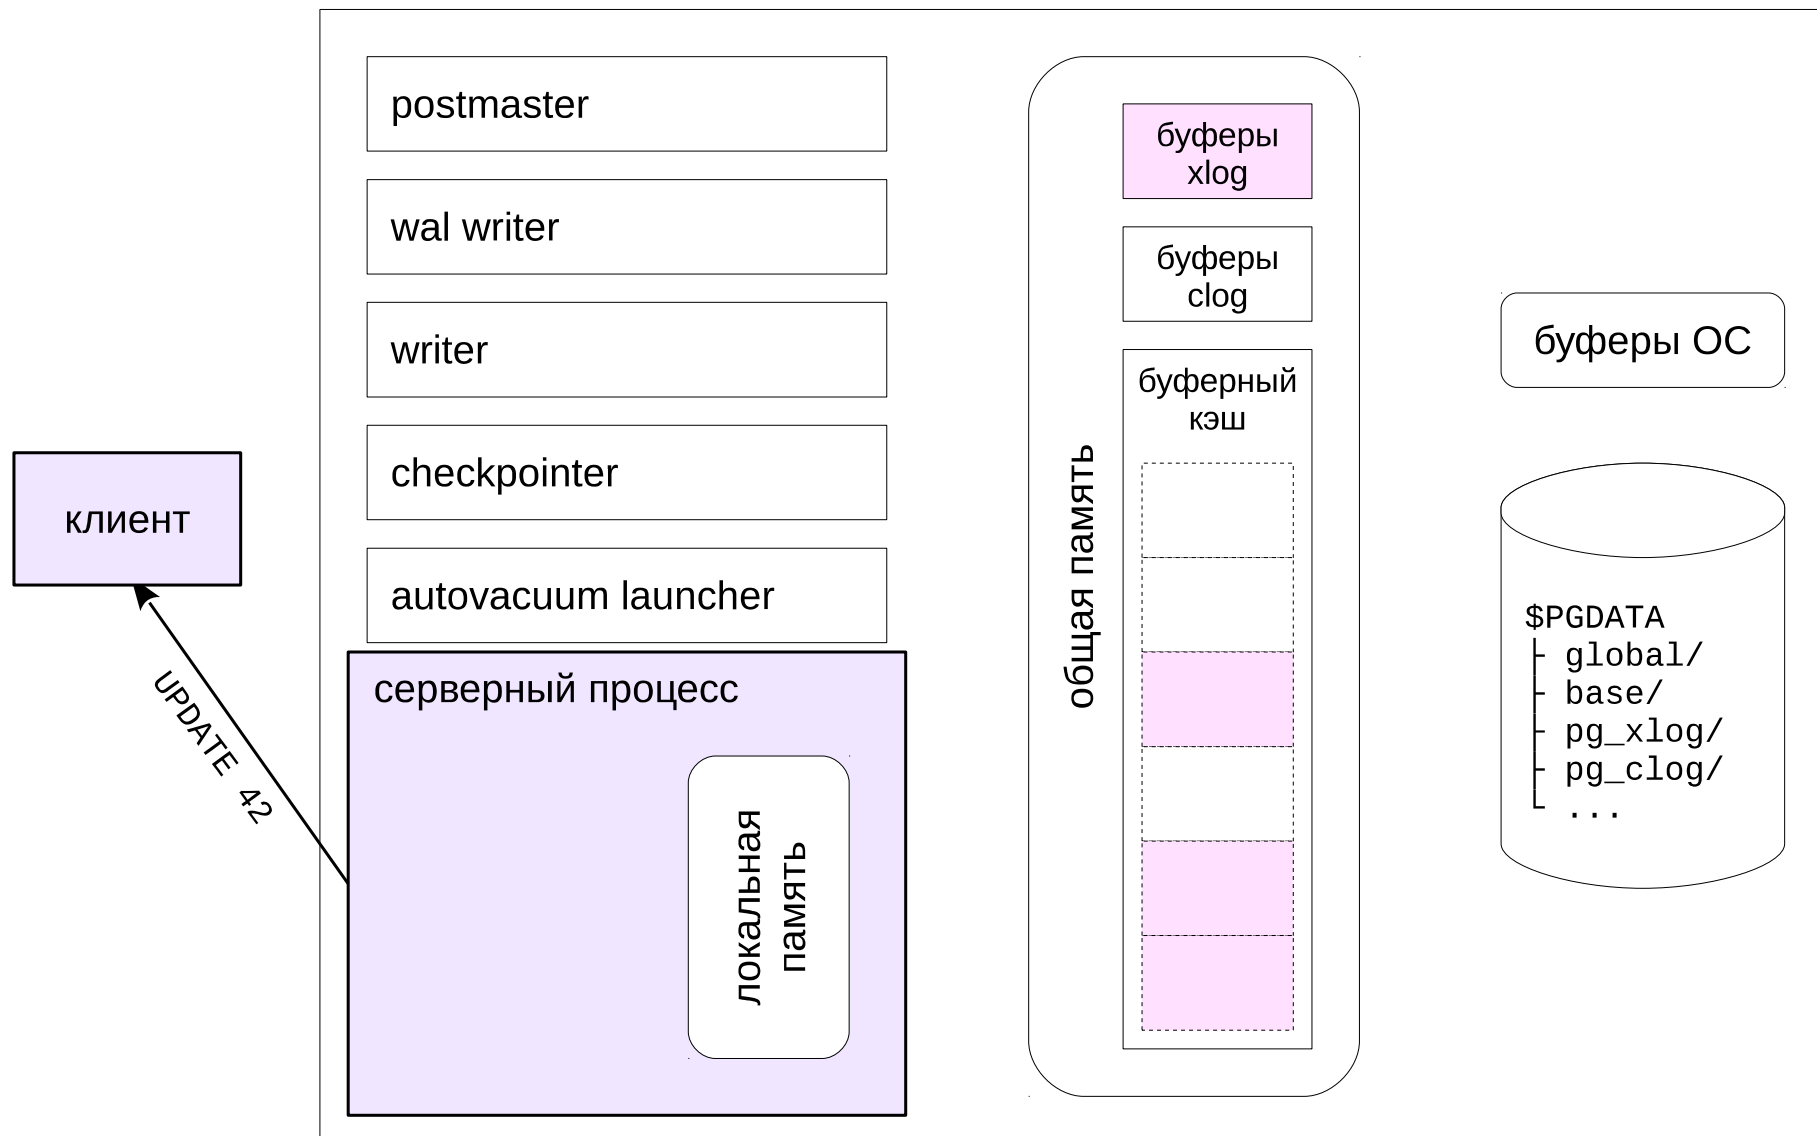 postmaster
wal writer
writer
checkpointer
autovacuum launcher
клиент
UPDATE 42
серверный процесс
локальная
память
общая память
буферы
xlog
буферы
clog
буферный
кэш
буферы ОС
$PGDATA
├ global/
├ base/
├ pg_xlog/
├ pg_clog/
└ ...